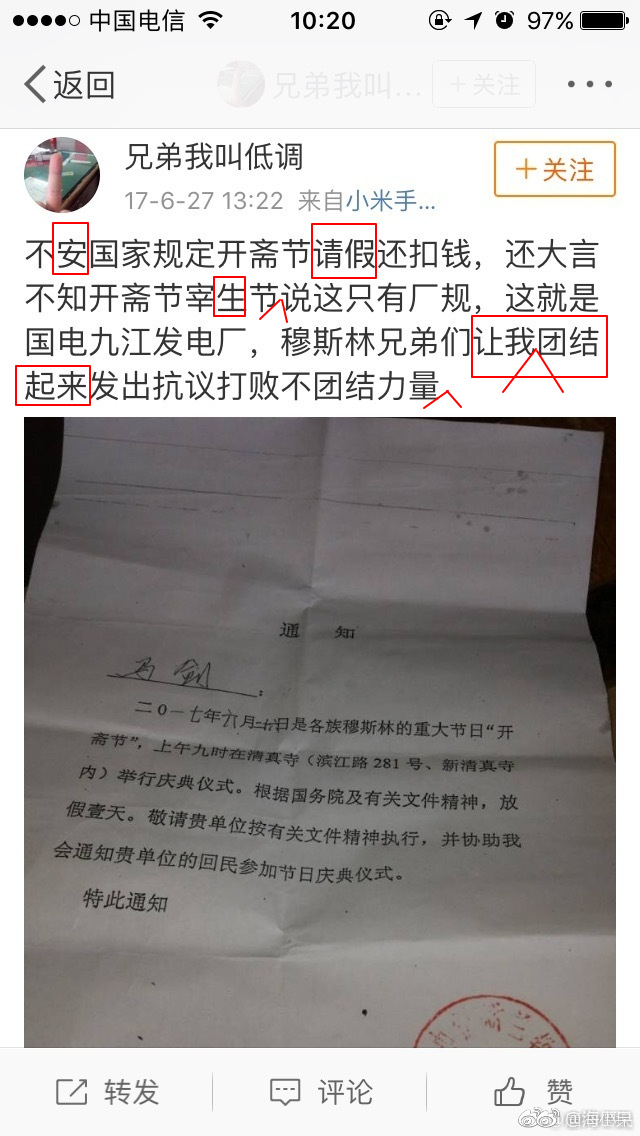 中国电信 10:20 97%
返回 兄弟我叫… +关注
兄弟我叫低调
+关注
17-6-27 13:22 来自小米手...
不安国家规定开斋节请假还扣钱，还大言
不知开斋节宰生节说这只有厂规，这就是
国电九江发电厂，穆斯林兄弟们让我团结
起来发出抗议打败不团结力量
通 知
马剑：
二0一七年六月二十六日是各族穆斯林的重大节日“开
斋节”，上午九时在清真寺（滨江路281号、新清真寺
内）举行庆典仪式。根据国务院及有关文件精神，放
假壹天。敬请贵单位按有关文件精神执行，并协助我
会通知贵单位的回民参加节日庆典仪式。
特此通知
转发 评论 赞